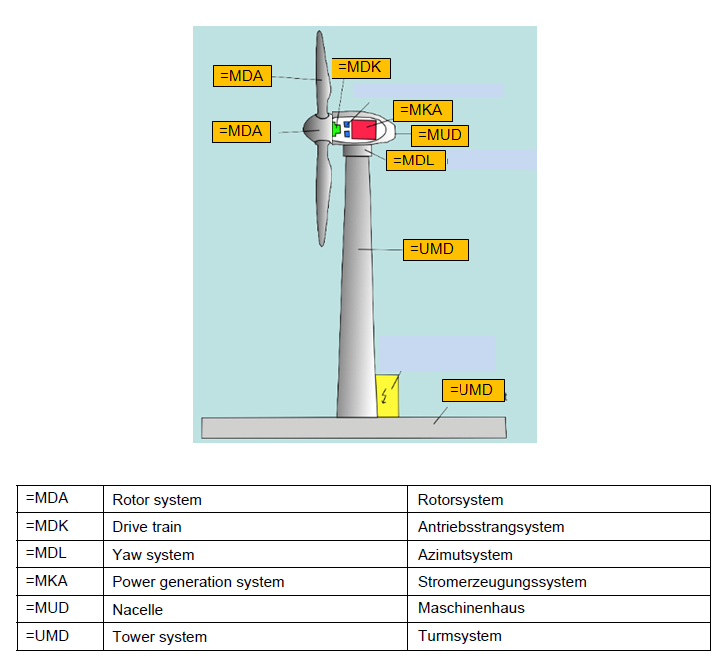 =MDA
=MDK
=MKA
=MDA
=MUD
=MDL
=UMD
=UMD
=MDA Rotor system Rotorsystem
=MDK Drive train Antriebsstrangsystem
=MDL Yaw system Azimutsystem
=MKA Power generation system Stromerzeugungssystem
=MUD Nacelle Maschinenhaus
=UMD Tower system Turmsystem